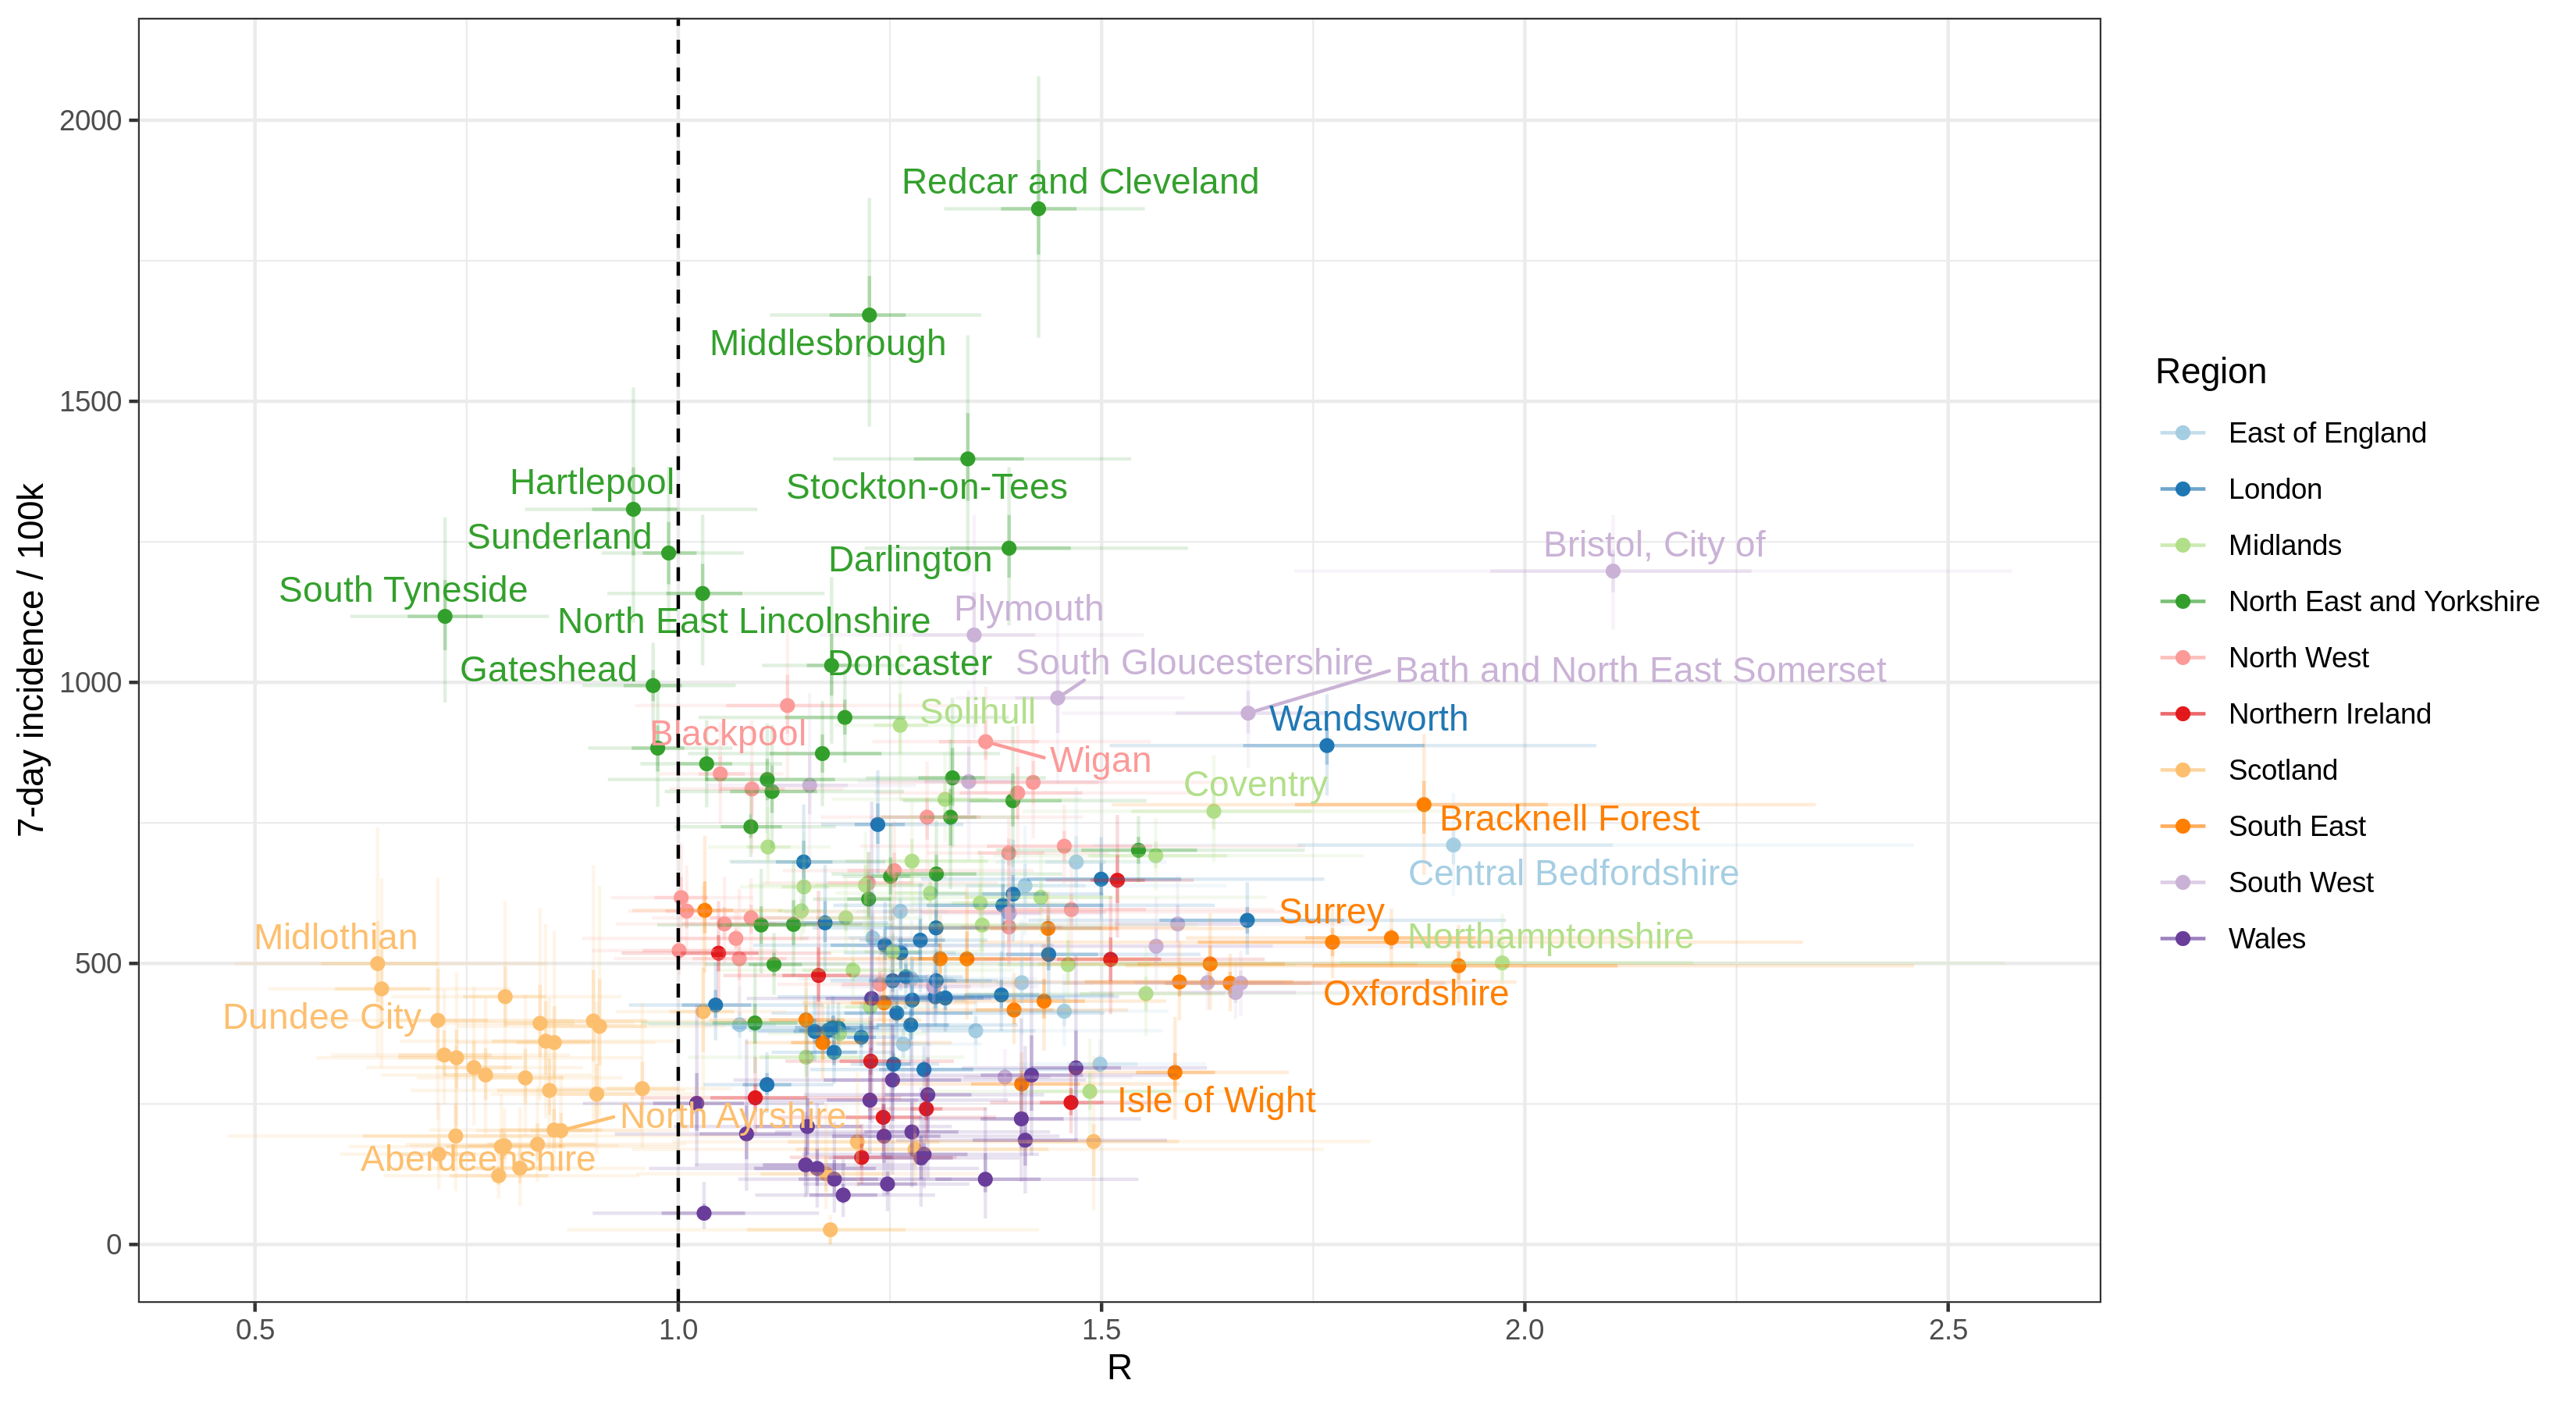 2000
1500
1000
500
0
7-day incidence / 100k
Redcar and Cleveland
Middlesbrough
Hartlepool
Stockton-on-Tees
Sunderland
Darlington
Bristol, City of
South Tyneside
North East Lincolnshire
Plymouth
Gateshead
Doncaster
South Gloucestershire
Bath and North East Somerset
Solihull
Wandsworth
Blackpool
Wigan
Coventry
Bracknell Forest
Central Bedfordshire
Surrey
Northamptonshire
Midlothian
Oxfordshire
Dundee City
Isle of Wight
North Ayrshire
Aberdeenshire
0.5
1.0
1.5
2.0
2.5
R
Region
East of England
London
Midlands
North East and Yorkshire
North West
Northern Ireland
Scotland
South East
South West
Wales